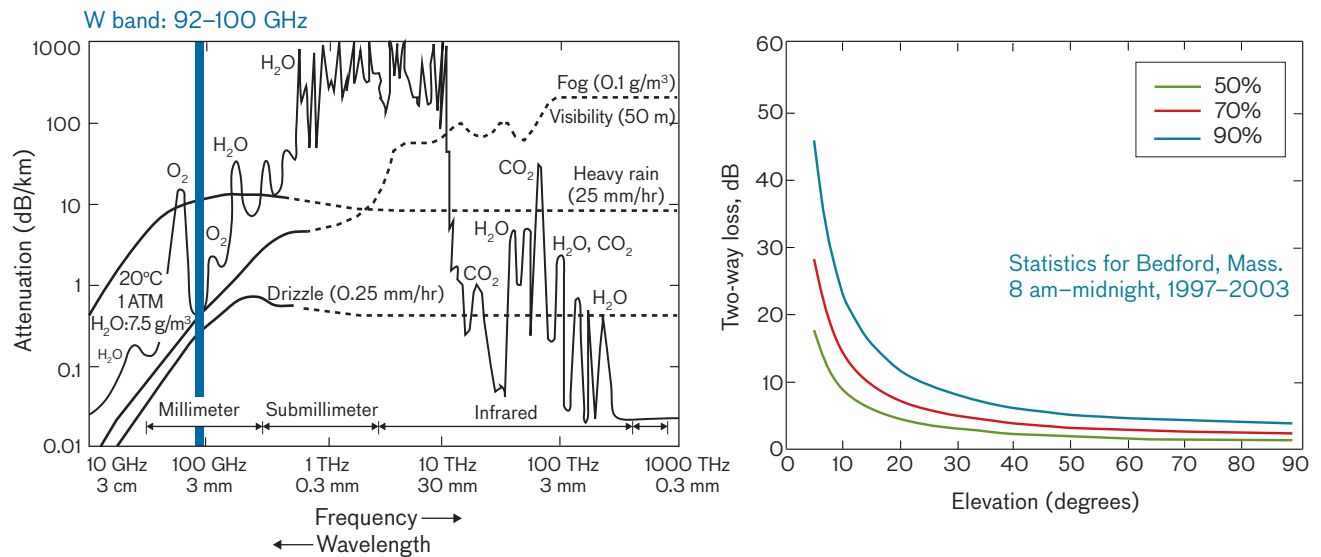 W band: 92–100 GHz
Attenuation (dB/km)
1000
100
10
1
0.1
0.01
H₂O
Fog (0.1 g/m³)
Visibility (50 m)
H₂O
O₂
CO₂
Heavy rain
(25 mm/hr)
O₂
H₂O
H₂O, CO₂
20°C
1 ATM
H₂O:7.5 g/m³
CO₂
Drizzle (0.25 mm/hr)
H₂O
H₂O
Millimeter
Submillimeter
Infrared
10 GHz
3 cm
100 GHz
3 mm
1 THz
0.3 mm
10 THz
30 mm
100 THz
3 mm
1000 THz
0.3 mm
Frequency
Wavelength
Two-way loss, dB
60
50
40
30
20
10
0
50%
70%
90%
Statistics for Bedford, Mass.
8 am–midnight, 1997–2003
0 10 20 30 40 50 60 70 80 90
Elevation (degrees)